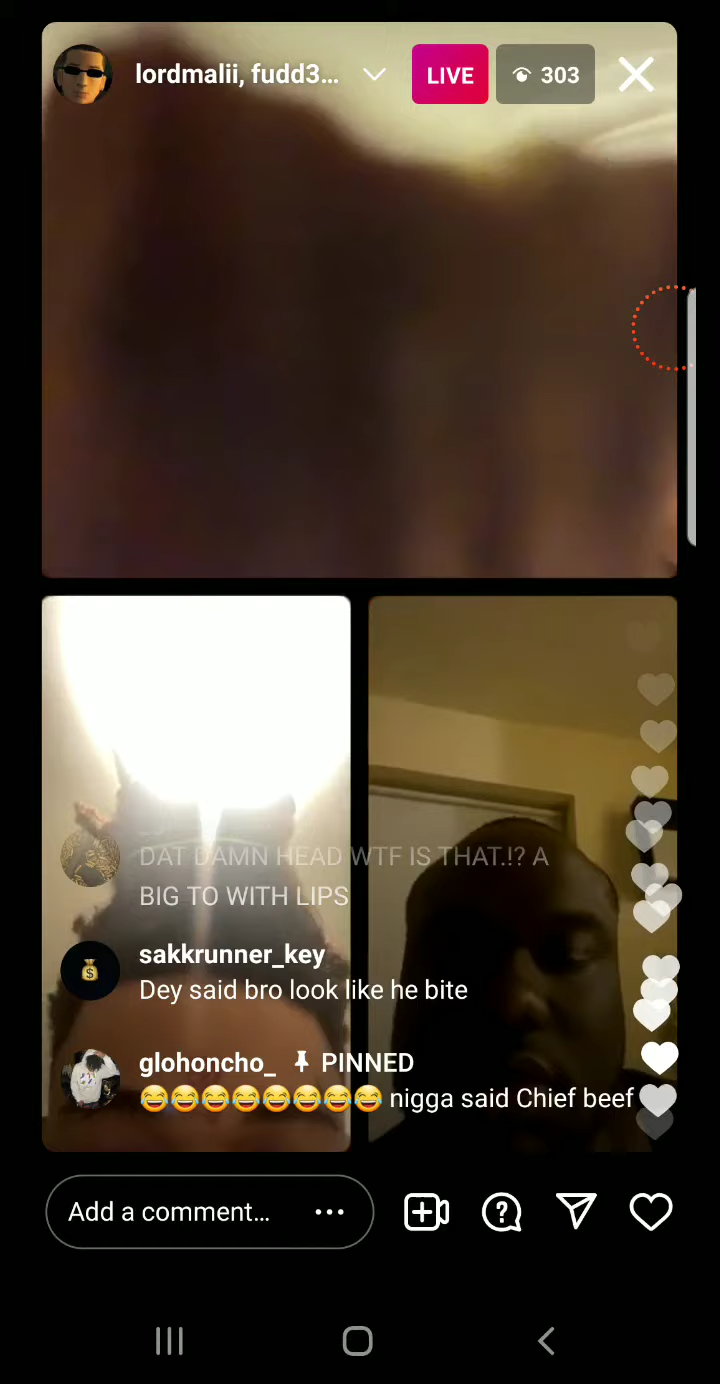 lordmalii, fudd3...
LIVE
303
DAT DAMN HEAD WTF IS THAT.!? A
BIG TO WITH LIPS
sakkrunner_key
Dey said bro look like he bite
glohoncho_ PINNED
😂😂😂😂😂😂😂😂 nigga said Chief beef
Add a comment...